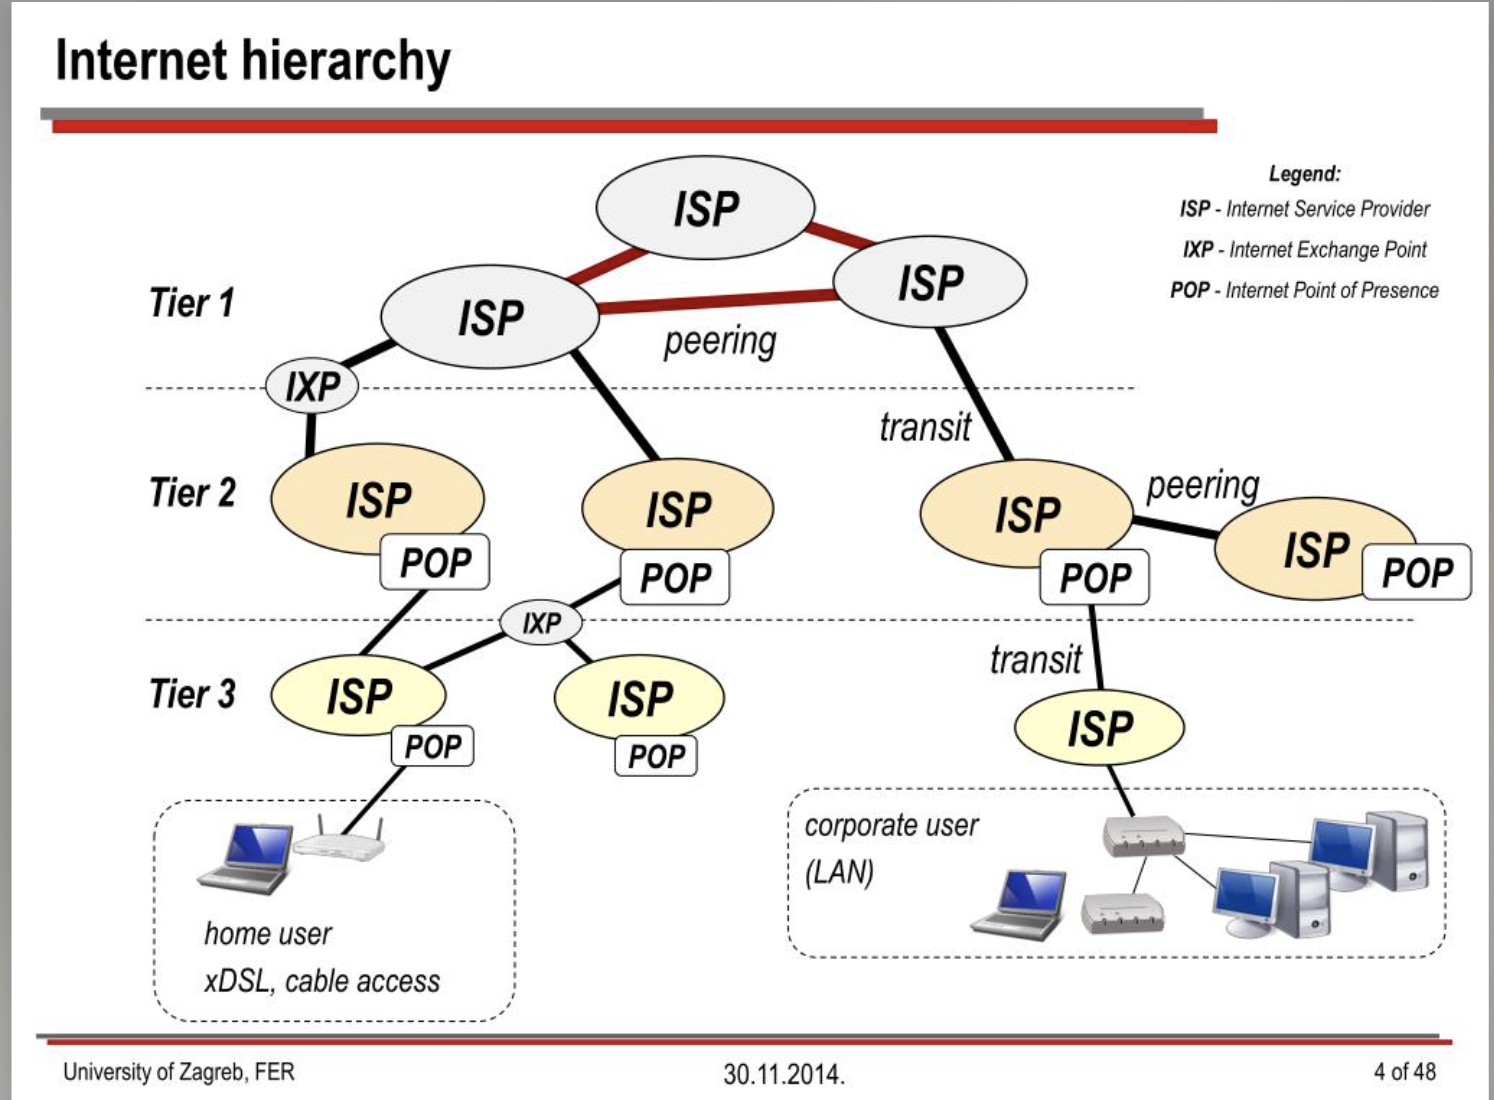 Internet hierarchy
Legend:
ISP - Internet Service Provider
IXP - Internet Exchange Point
POP - Internet Point of Presence
ISP
ISP
Tier 1
ISP
peering
IXP
transit
Tier 2
ISP
ISP
ISP
peering
ISP
POP
POP
POP
POP
IXP
transit
Tier 3
ISP
ISP
ISP
POP
POP
corporate user
(LAN)
home user
xDSL, cable access
University of Zagreb, FER
30.11.2014.
4 of 48